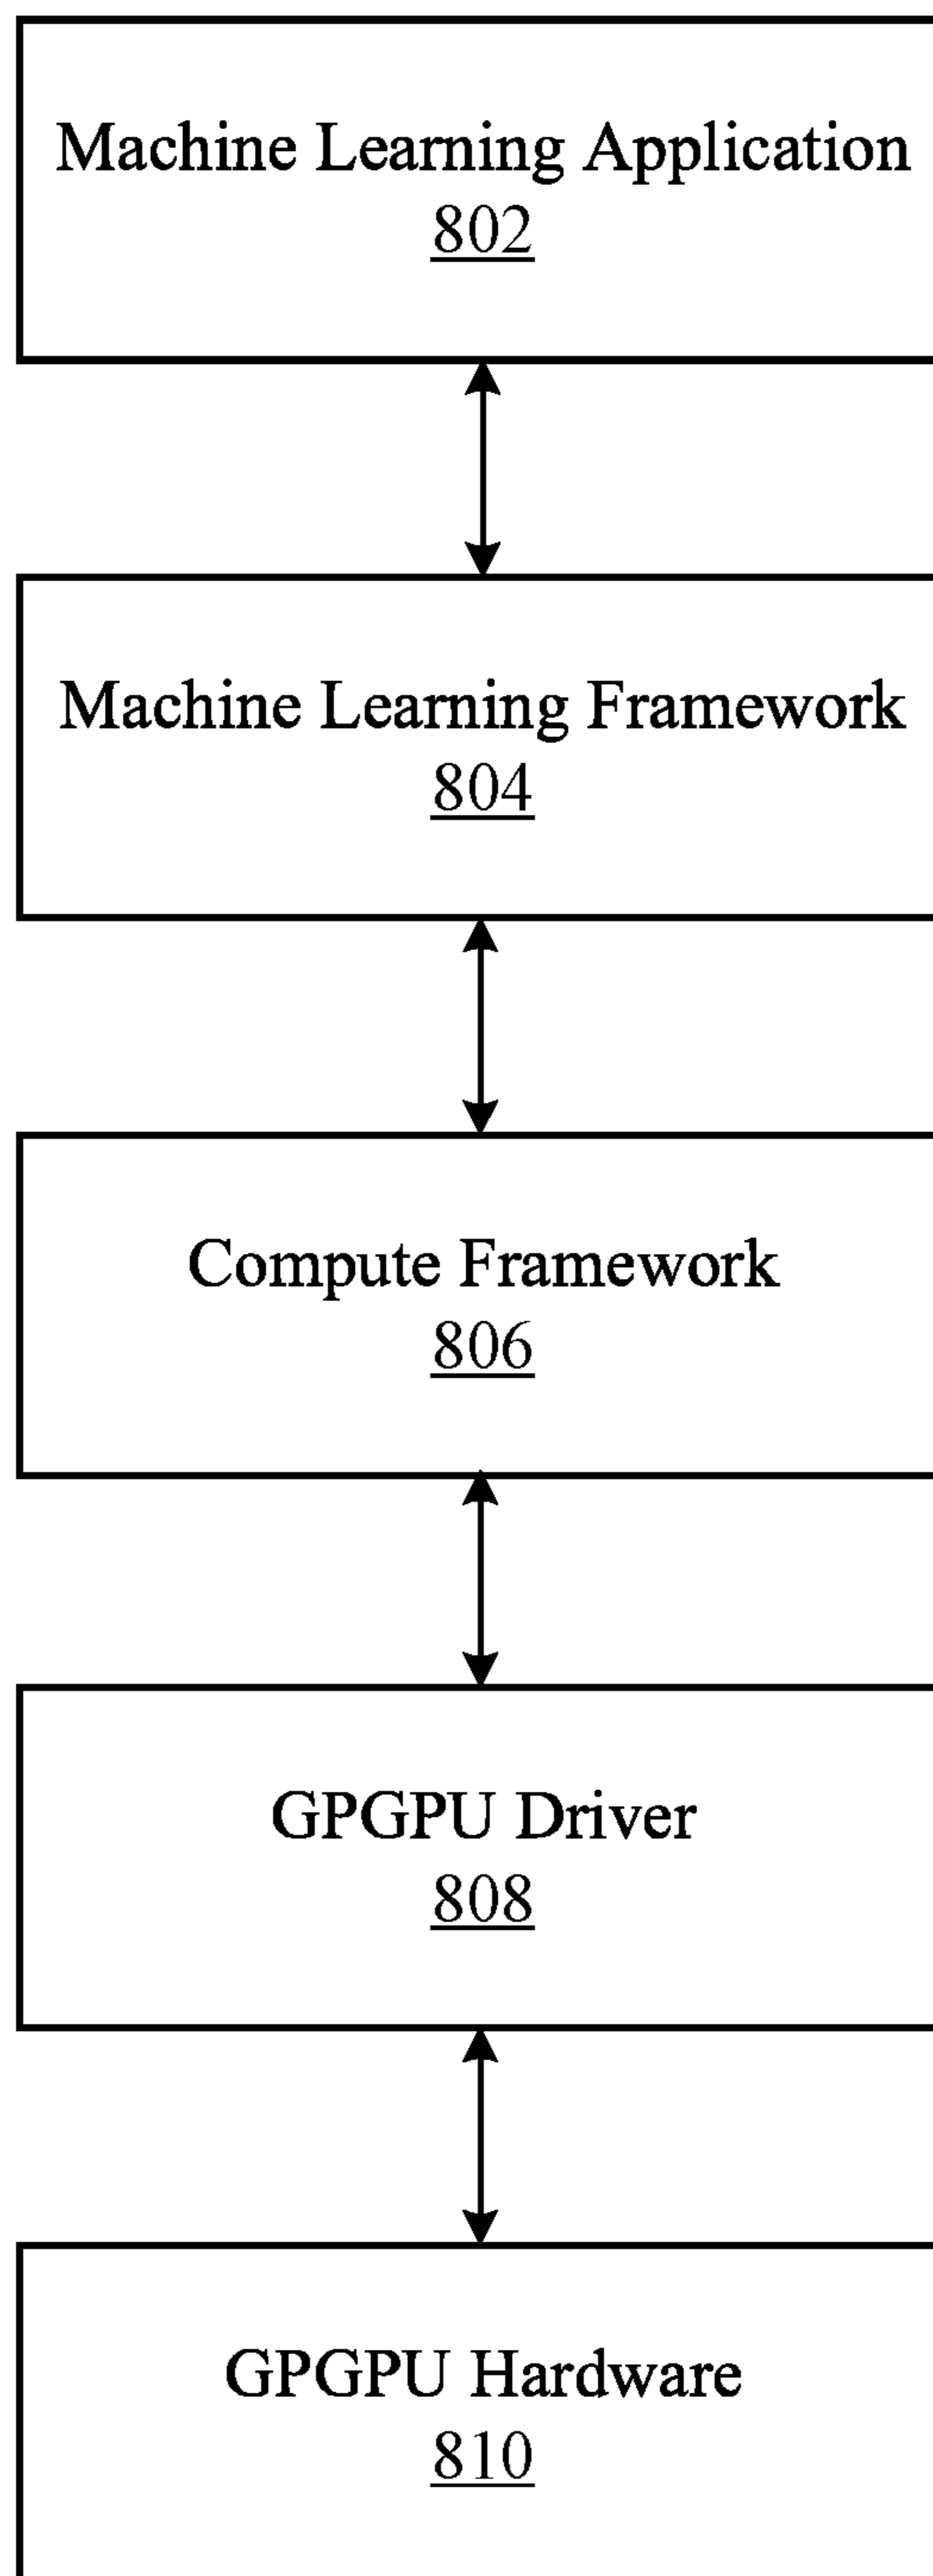 Machine Learning Application
802
Machine Learning Framework
804
Compute Framework
806
GPGPU Driver
808
GPGPU Hardware
810